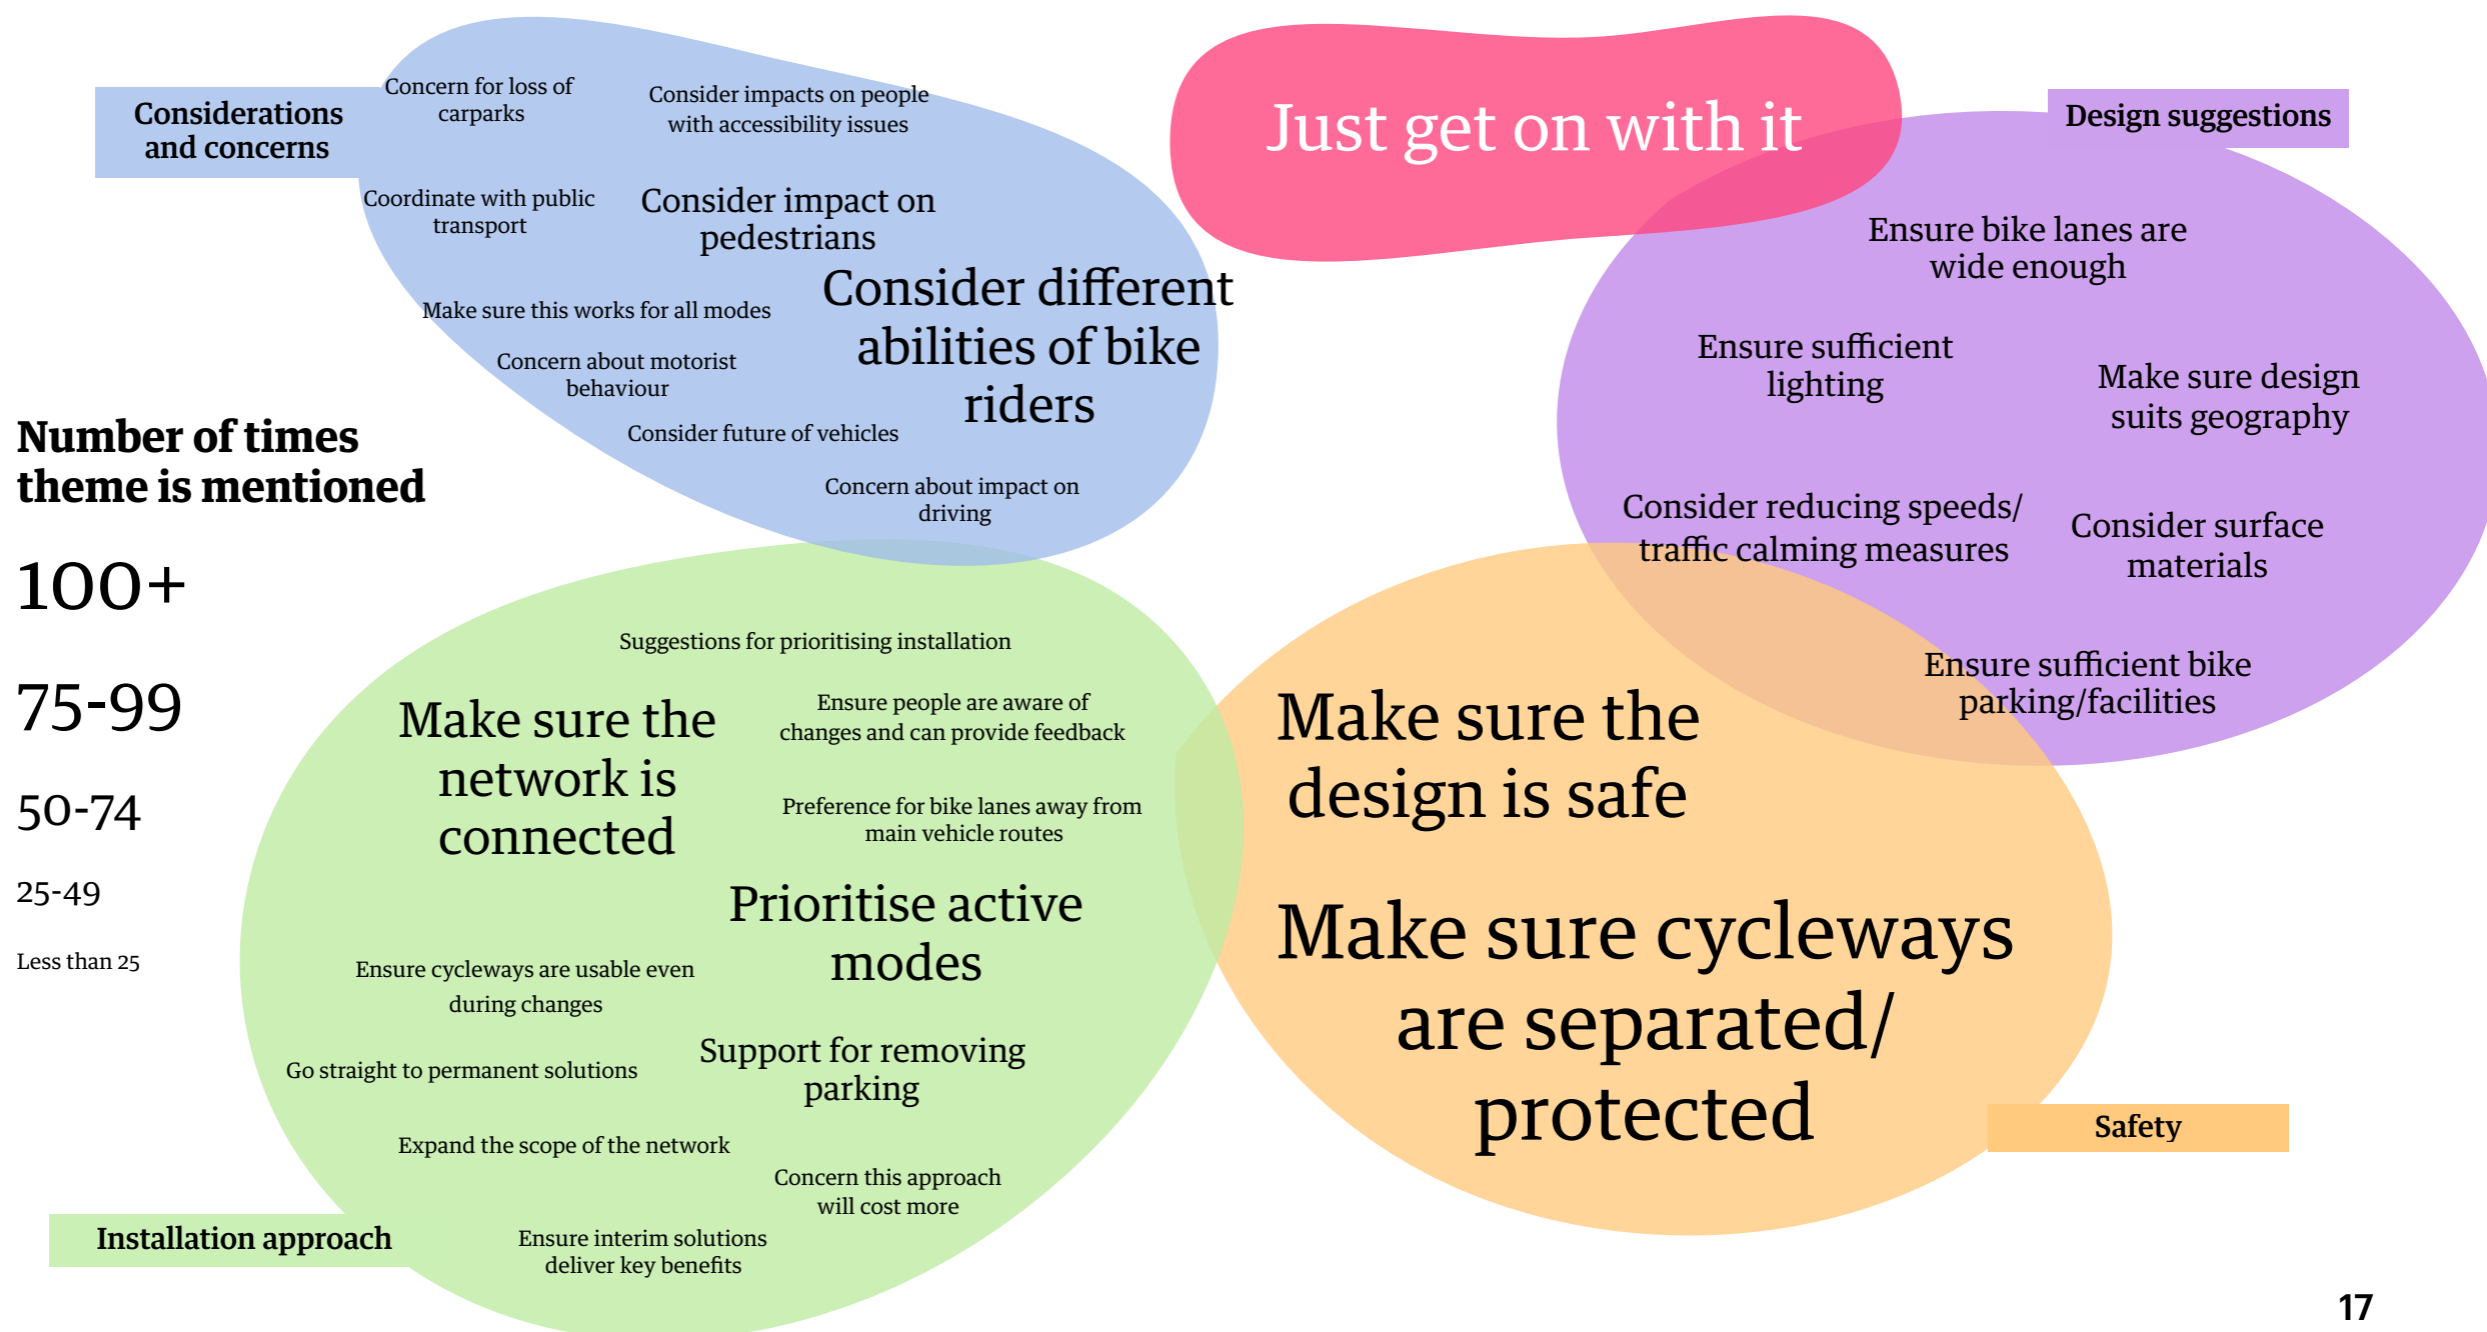 Considerations
and concerns
Concern for loss of
carparks
Consider impacts on people
with accessibility issues
Coordinate with public
transport
Consider impact on
pedestrians
Consider different
abilities of bike
riders
Make sure this works for all modes
Concern about motorist
behaviour
Consider future of vehicles
Concern about impact on
driving
Just get on with it
Design suggestions
Ensure bike lanes are
wide enough
Ensure sufficient
lighting
Make sure design
suits geography
Consider reducing speeds/
traffic calming measures
Consider surface
materials
Ensure sufficient bike
parking/facilities
Number of times
theme is mentioned
100+
75-99
50-74
25-49
Less than 25
Suggestions for prioritising installation
Make sure the
network is
connected
Ensure people are aware of
changes and can provide feedback
Preference for bike lanes away from
main vehicle routes
Prioritise active
modes
Ensure cycleways are usable even
during changes
Go straight to permanent solutions
Support for removing
parking
Expand the scope of the network
Concern this approach
will cost more
Installation approach
Ensure interim solutions
deliver key benefits
Make sure the
design is safe
Make sure cycleways
are separated/
protected
Safety
17